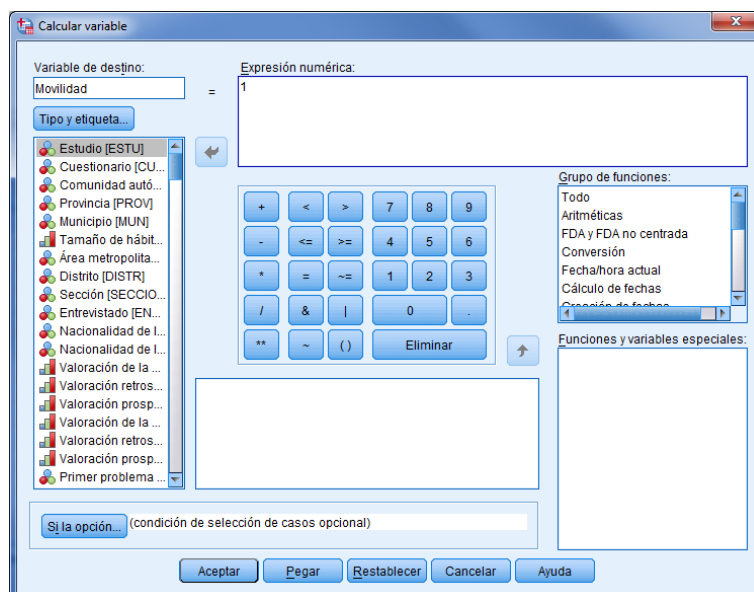 Calcular variable
x
Variable de destino:
Movilidad
=
Expresión numérica:
1
Tipo y etiqueta...
Estudio [ESTU]
Cuestionario [CU...
Comunidad autó...
Provincia [PROV]
Municipio [MUN]
Tamaño de hábit...
Área metropolita...
Distrito [DISTR]
Sección [SECCIO...
Entrevistado [EN...
Nacionalidad de l...
Nacionalidad de l...
Valoración de la ...
Valoración retros...
Valoración prosp...
Valoración de la ...
Valoración retros...
Valoración prosp...
Primer problema ...
+ < > 7 8 9
- <= >= 4 5 6
* = ~= 1 2 3
/ & | 0 .
** ~ ( ) Eliminar
Grupo de funciones:
Todo
Aritméticas
FDA y FDA no centrada
Conversión
Fecha/hora actual
Cálculo de fechas
Creación de fechas
Funciones y variables especiales:
Si la opción... (condición de selección de casos opcional)
Aceptar Pegar Restablecer Cancelar Ayuda